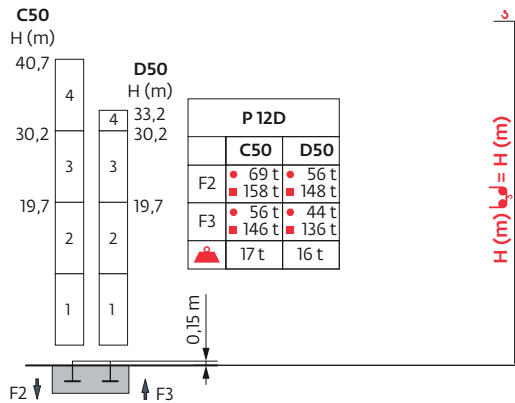 C50
H (m)
40,7
D50
H (m)
4
4
33,2
30,2
30,2
3
3
19,7
19,7
2
2
1
1
P 12D
C50 D50
F2 ● 69 t ● 56 t
■ 158 t ■ 148 t
F3 ● 56 t ● 44 t
■ 146 t ■ 136 t
17 t 16 t
0,15 m
F2 F3
H (m) = H (m)